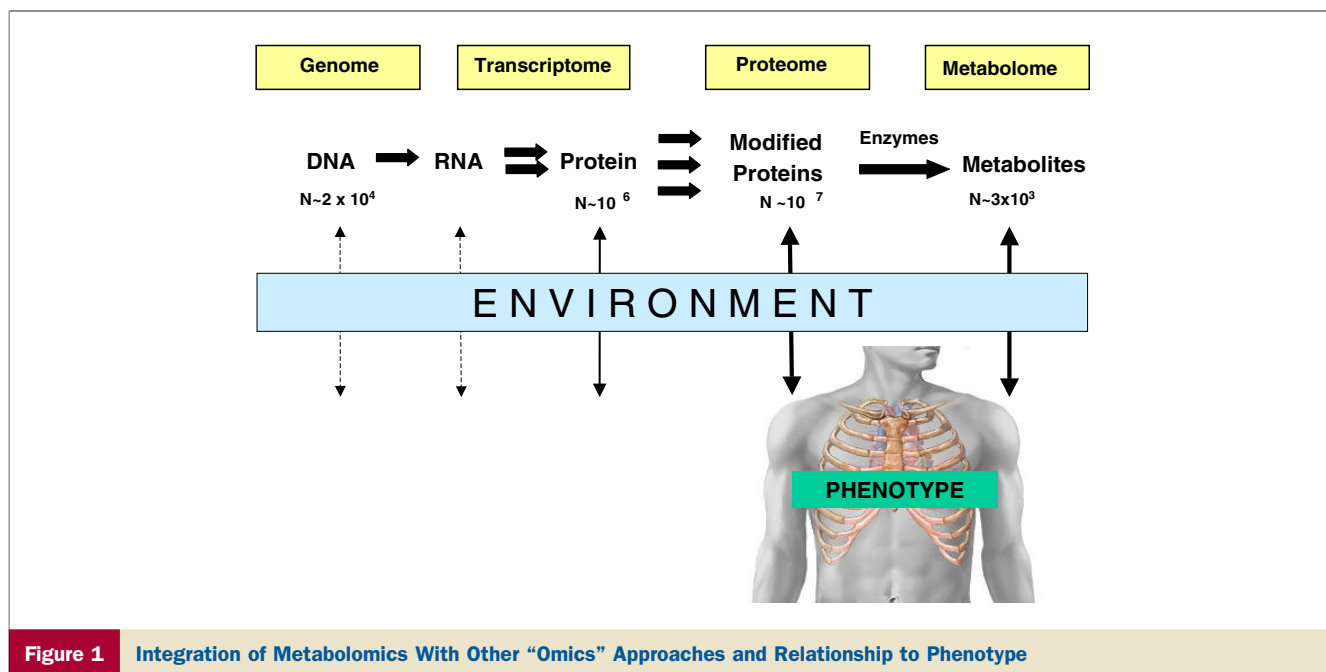 Genome Transcriptome Proteome Metabolome
DNA RNA Protein Modified Proteins Enzymes Metabolites
N~2 x 10⁴ N~10 ⁶ N ~10 ⁷ N~3x10³
ENVIRONMENT
PHENOTYPE
Figure 1 Integration of Metabolomics With Other “Omics” Approaches and Relationship to Phenotype